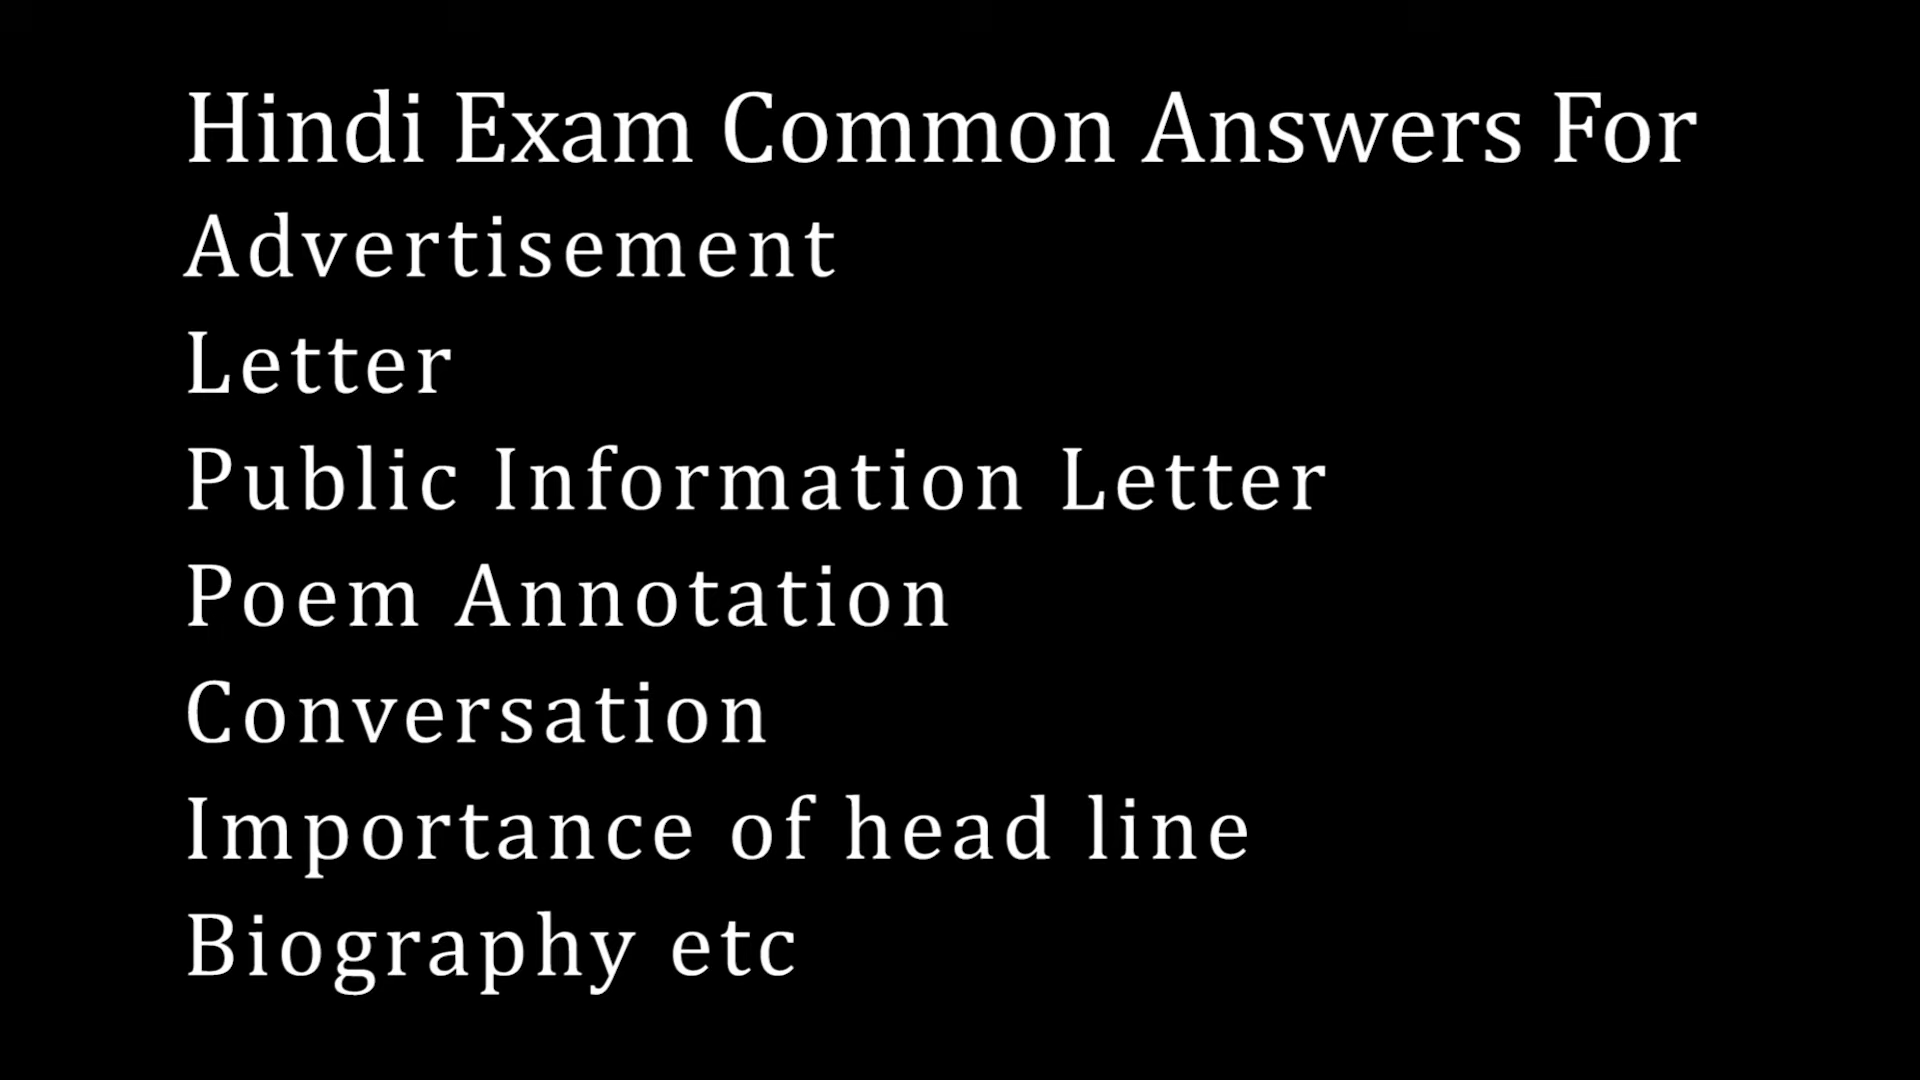 Hindi Exam Common Answers For
Advertisement
Letter
Public Information Letter
Poem Annotation
Conversation
Importance of head line
Biography etc